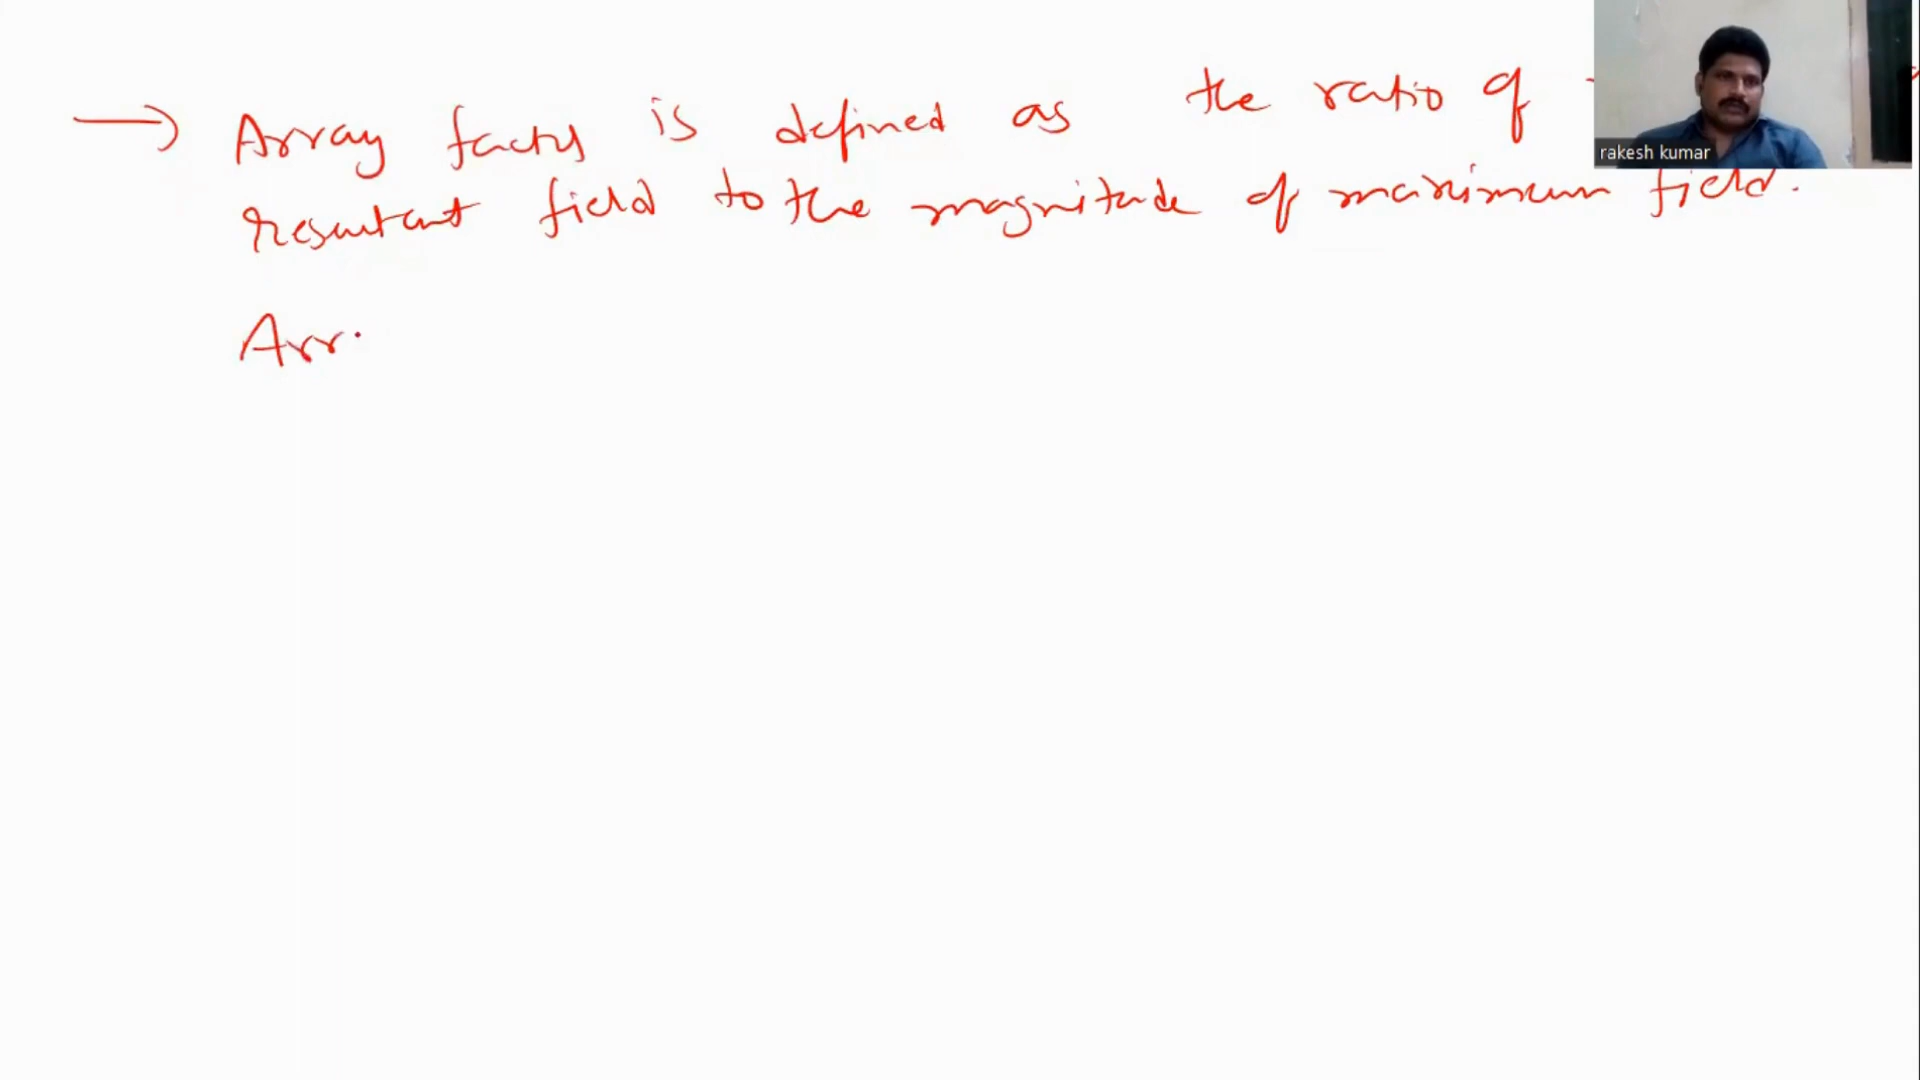 → Array factor is defined as the ratio of
rakesh kumar
resultant field to the magnitude of maximum field.
Arr